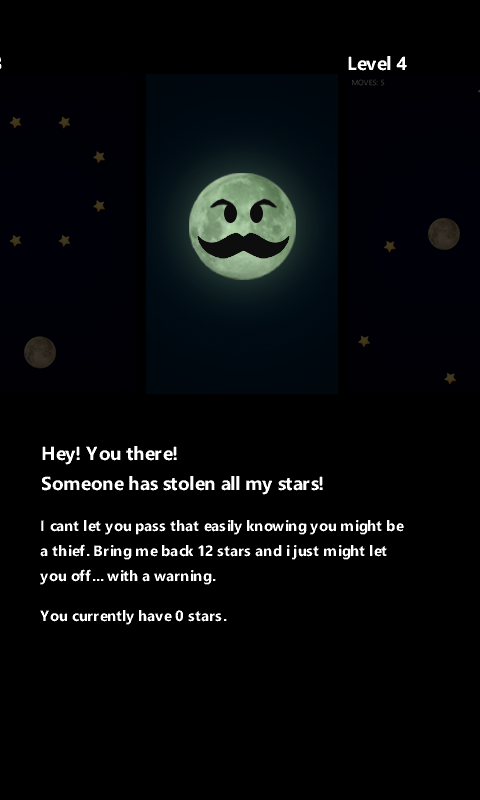 3
Level 4
MOVES: 5
Hey! You there!
Someone has stolen all my stars!
I cant let you pass that easily knowing you might be
a thief. Bring me back 12 stars and i just might let
you off... with a warning.
You currently have 0 stars.